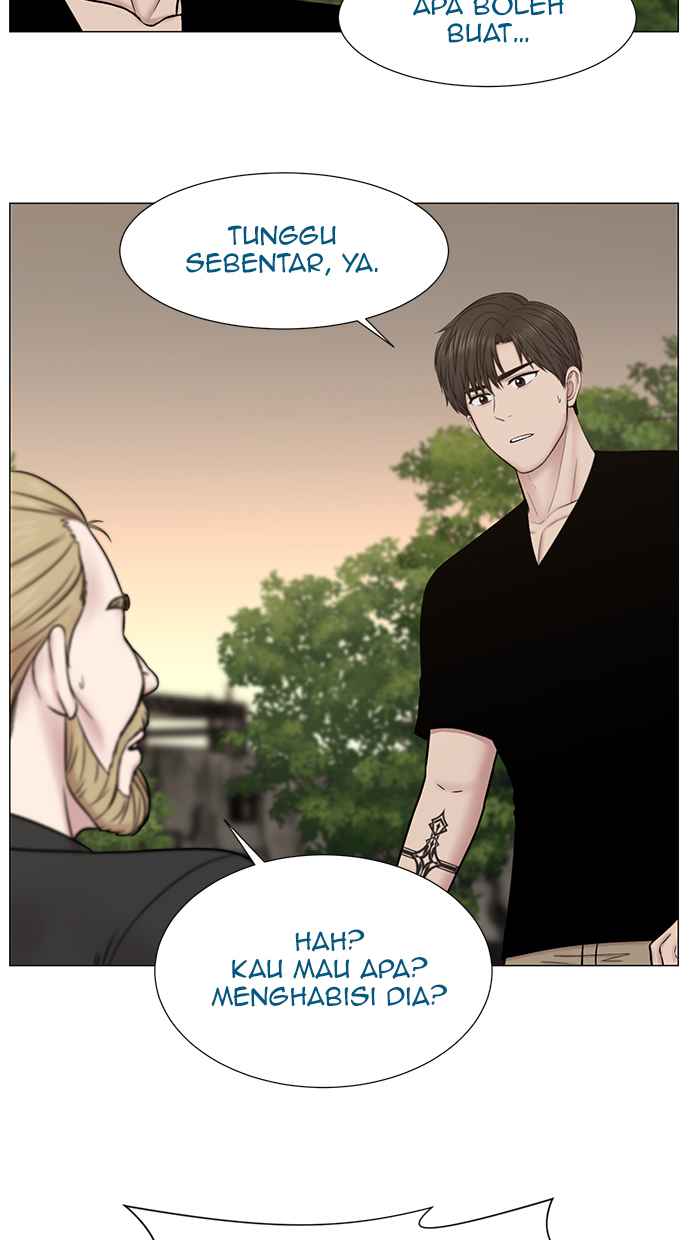 APA BOLEH
BUAT...
TUNGGU
SEBENTAR, YA.
HAH?
KAU MAU APA?
MENGHABISI DIA?